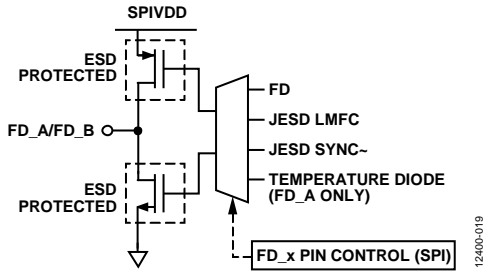 SPIVDD
ESD
PROTECTED
FD
JESD LMFC
FD_A/FD_B
JESD SYNC~
TEMPERATURE DIODE
(FD_A ONLY)
ESD
PROTECTED
FD_x PIN CONTROL (SPI)
12400-019